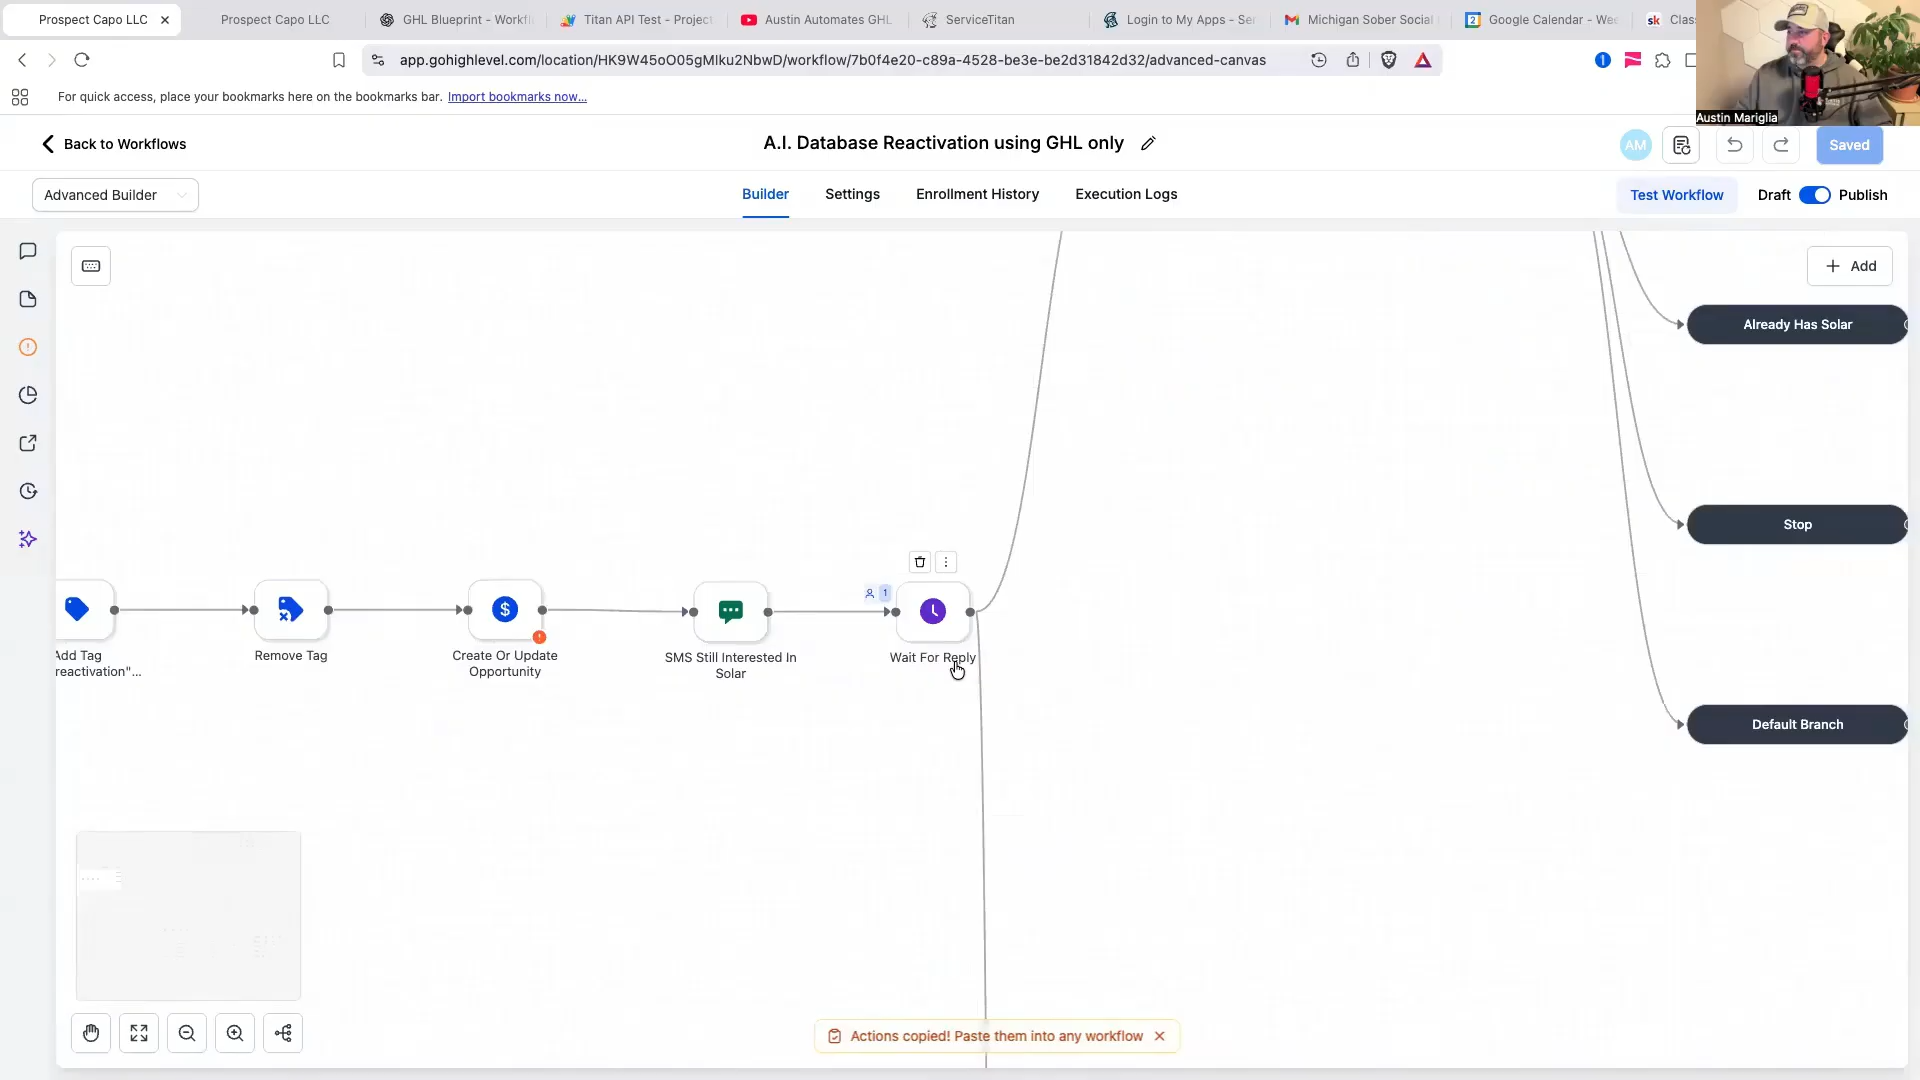 Prospect Capo LLC
Prospect Capo LLC
GHL Blueprint - Workfl
Titan API Test - Project
Austin Automates GHL
ServiceTitan
Login to My Apps - Ser
Michigan Sober Social
Google Calendar - Wee
sk Clas
app.gohighlevel.com/location/HK9W45oO05gMIku2NbwD/workflow/7b0f4e20-c89a-4528-be3e-be2d31842d32/advanced-canvas
For quick access, place your bookmarks here on the bookmarks bar. Import bookmarks now...
Austin Mariglia
Back to Workflows
A.I. Database Reactivation using GHL only
AM
Saved
Advanced Builder
Builder
Settings
Enrollment History
Execution Logs
Test Workflow
Draft
Publish
Add
Already Has Solar
Stop
Default Branch
1
Add Tag
reactivation"...
Remove Tag
Create Or Update
Opportunity
SMS Still Interested In
Solar
Wait For Reply
Actions copied! Paste them into any workflow